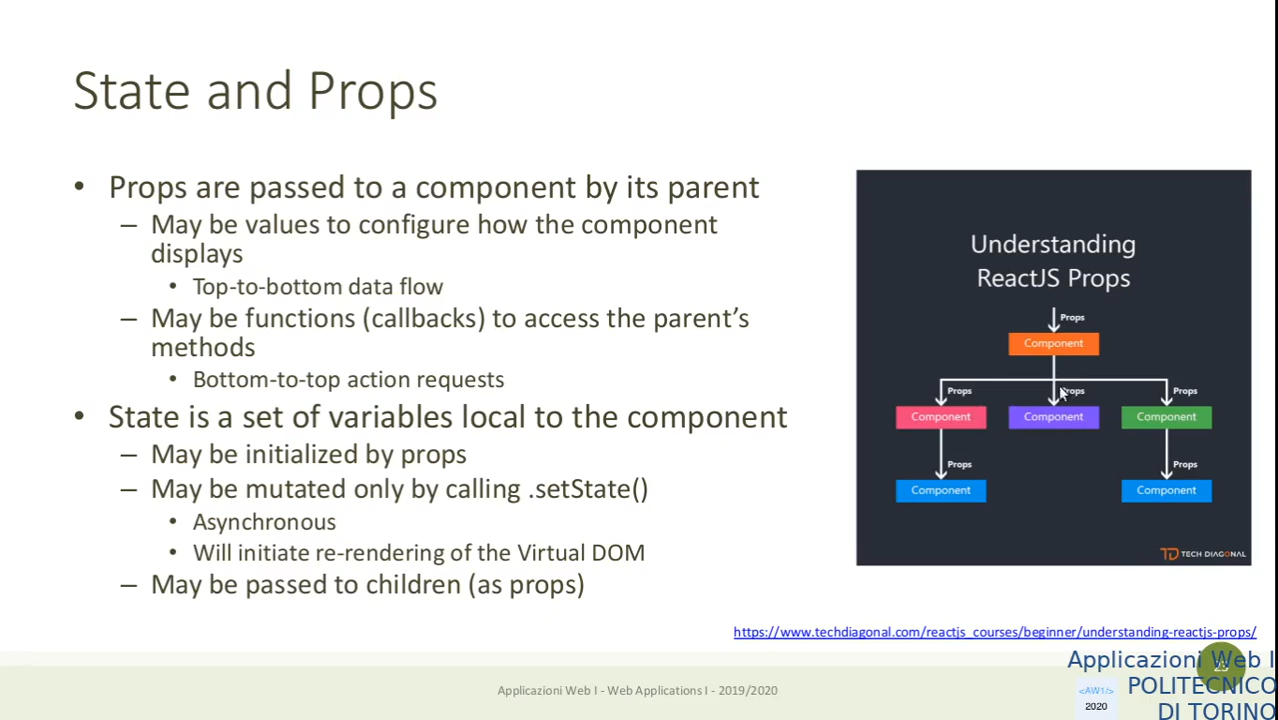 State and Props
• Props are passed to a component by its parent
– May be values to configure how the component
displays
• Top-to-bottom data flow
– May be functions (callbacks) to access the parent’s
methods
• Bottom-to-top action requests
• State is a set of variables local to the component
– May be initialized by props
– May be mutated only by calling .setState()
• Asynchronous
• Will initiate re-rendering of the Virtual DOM
– May be passed to children (as props)
Understanding
ReactJS Props
Props
Component
Props Props Props
Component Component Component
Props Props
Component Component
TECH DIAGONAL
https://www.techdiagonal.com/reactjs_courses/beginner/understanding-reactjs-props/
Applicazioni Web I - Web Applications I - 2019/2020
Applicazioni Web I
POLITECNICO
DI TORINO
<AW1/>
2020